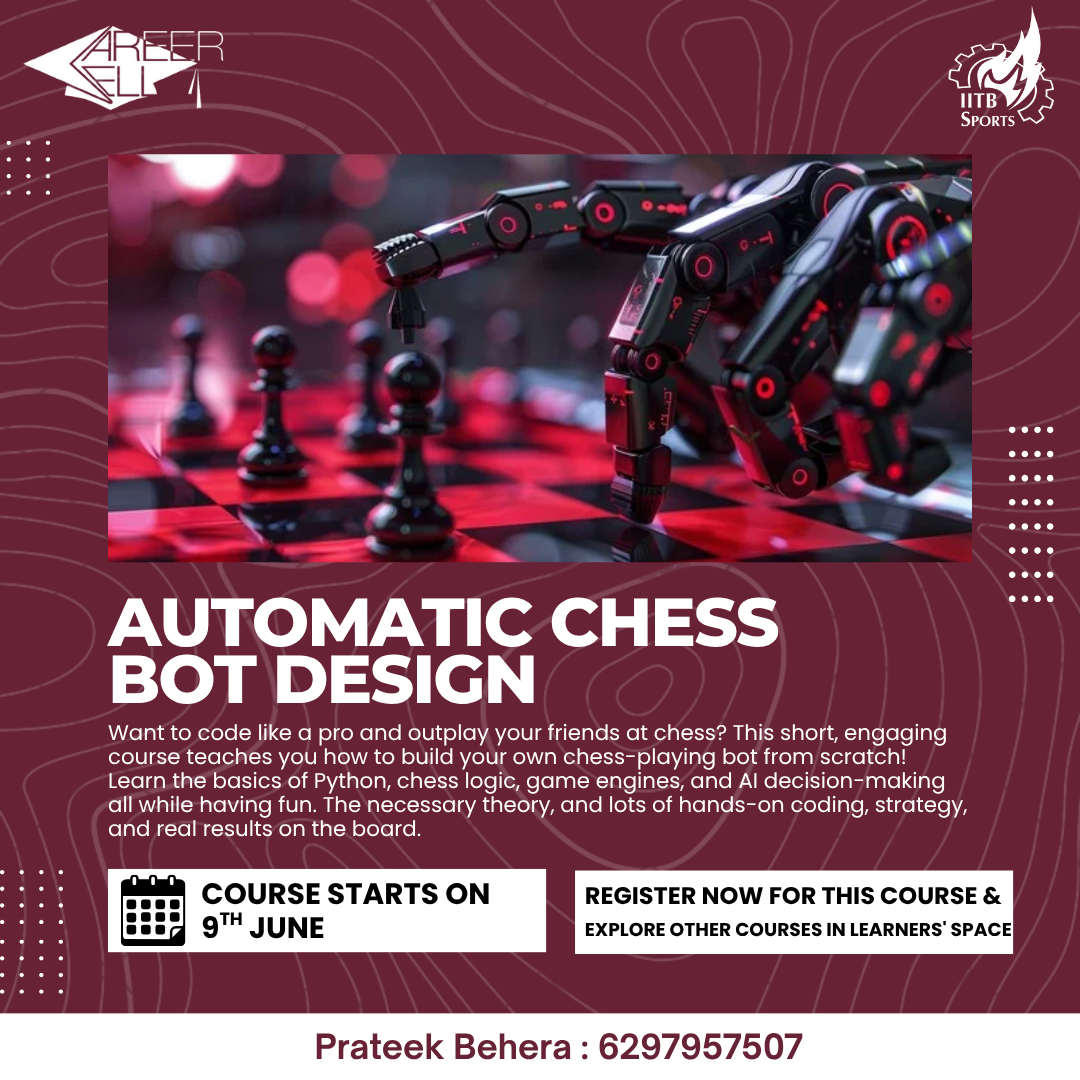 CAREER
CELL
IITB
SPORTS
AUTOMATIC CHESS
BOT DESIGN
Want to code like a pro and outplay your friends at chess? This short, engaging
course teaches you how to build your own chess-playing bot from scratch!
Learn the basics of Python, chess logic, game engines, and AI decision-making
all while having fun. The necessary theory, and lots of hands-on coding, strategy,
and real results on the board.
COURSE STARTS ON
9TH JUNE
REGISTER NOW FOR THIS COURSE &
EXPLORE OTHER COURSES IN LEARNERS' SPACE
Prateek Behera : 6297957507